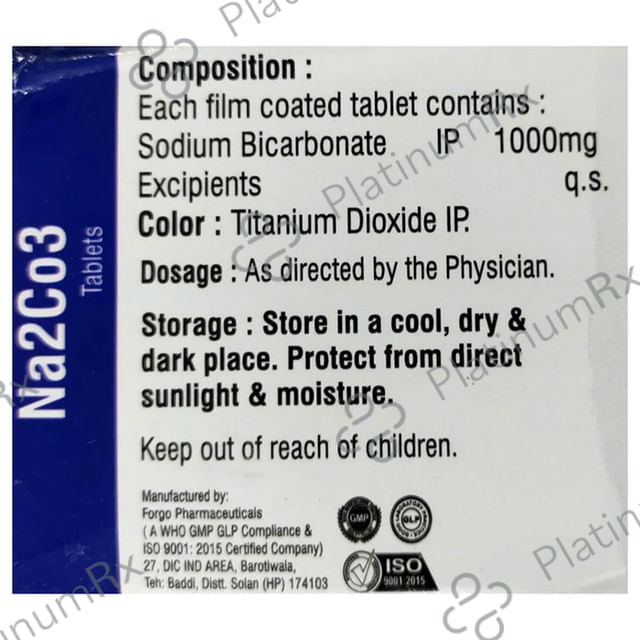 Na2Co3
Tablets
Composition :
Each film coated tablet contains :
Sodium Bicarbonate IP 1000mg
Excipients q.s.
Color : Titanium Dioxide IP.
Dosage : As directed by the Physician.
Storage : Store in a cool, dry &
dark place. Protect from direct
sunlight & moisture.
Keep out of reach of children.
Manufactured by:
Forgo Pharmaceuticals
( A WHO GMP GLP Compliance &
ISO 9001: 2015 Certified Company)
27, DIC IND AREA, Barotiwala,
Teh: Baddi, Distt. Solan (HP) 174103
GMP
GLP
ISO
9001:2015
PlatinumRx
PlatinumRx
PlatinumRx